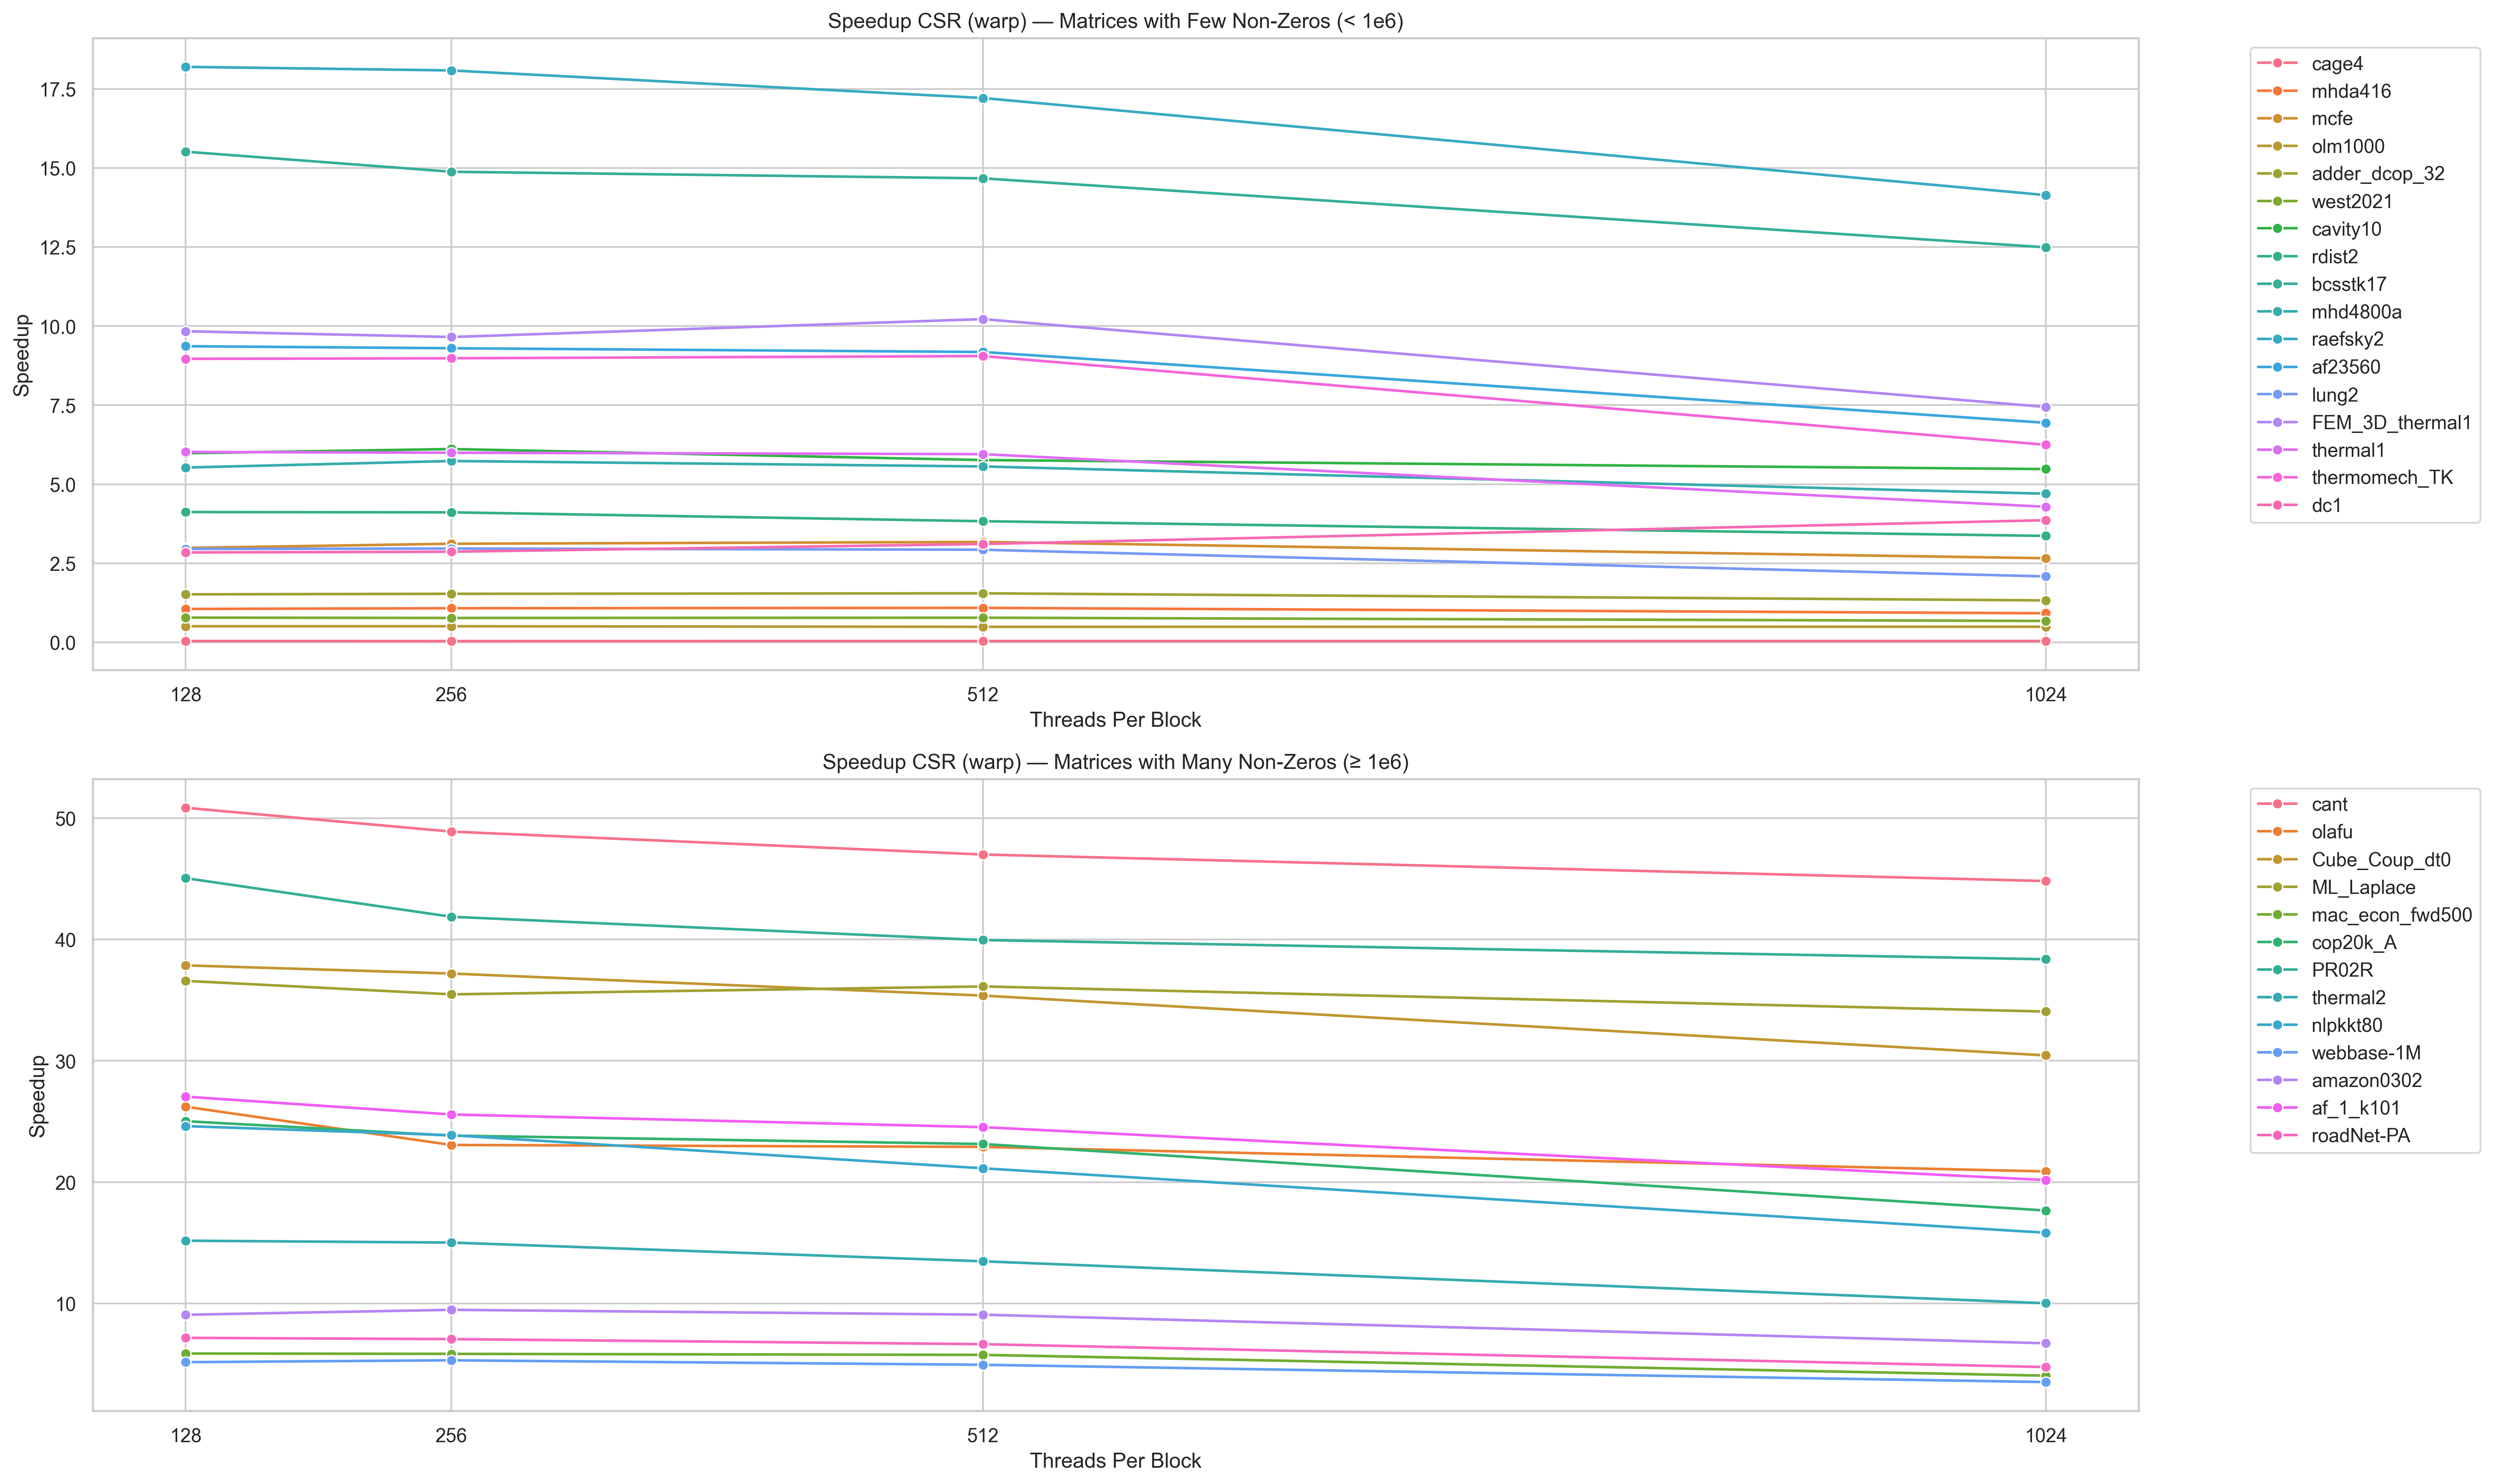 Speedup CSR (warp) — Matrices with Few Non-Zeros (< 1e6)
Speedup
17.5
15.0
12.5
10.0
7.5
5.0
2.5
0.0
128 256 512 1024
Threads Per Block
cage4
mhda416
mcfe
olm1000
adder_dcop_32
west2021
cavity10
rdist2
bcsstk17
mhd4800a
raefsky2
af23560
lung2
FEM_3D_thermal1
thermal1
thermomech_TK
dc1
Speedup CSR (warp) — Matrices with Many Non-Zeros (≥ 1e6)
Speedup
50
40
30
20
10
128 256 512 1024
Threads Per Block
cant
olafu
Cube_Coup_dt0
ML_Laplace
mac_econ_fwd500
cop20k_A
PR02R
thermal2
nlpkkt80
webbase-1M
amazon0302
af_1_k101
roadNet-PA